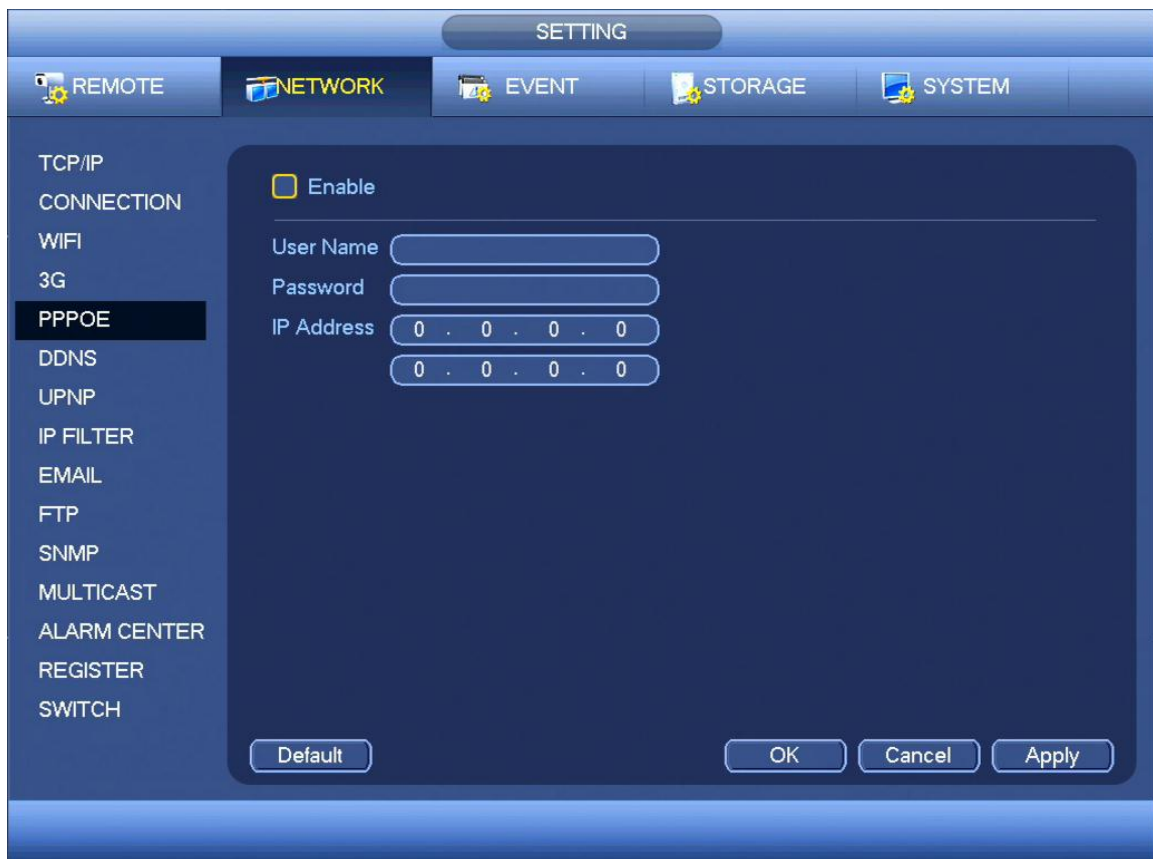 SETTING
REMOTE NETWORK EVENT STORAGE SYSTEM
TCP/IP
CONNECTION
WIFI
3G
PPPOE
DDNS
UPNP
IP FILTER
EMAIL
FTP
SNMP
MULTICAST
ALARM CENTER
REGISTER
SWITCH
Enable
User Name
Password
IP Address 0 . 0 . 0 . 0
0 . 0 . 0 . 0
Default OK Cancel Apply